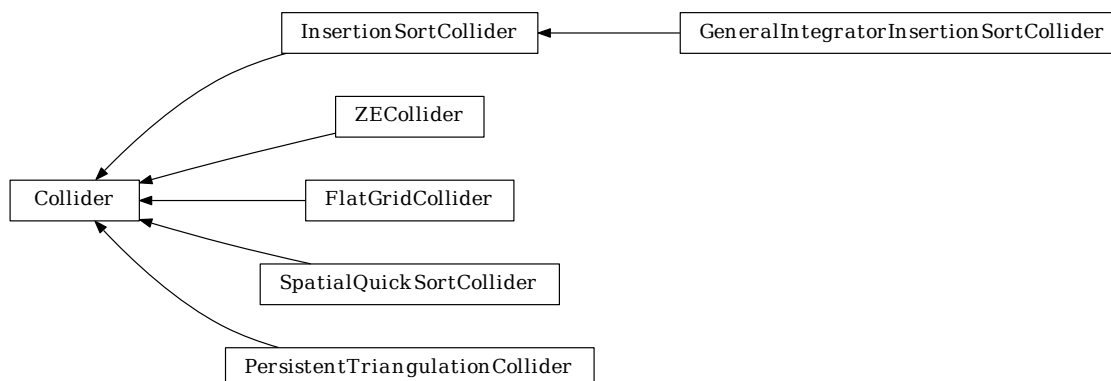 InsertionSortCollider
GeneralIntegratorInsertionSortCollider
ZECollider
Collider
FlatGridCollider
SpatialQuickSortCollider
PersistentTriangulationCollider